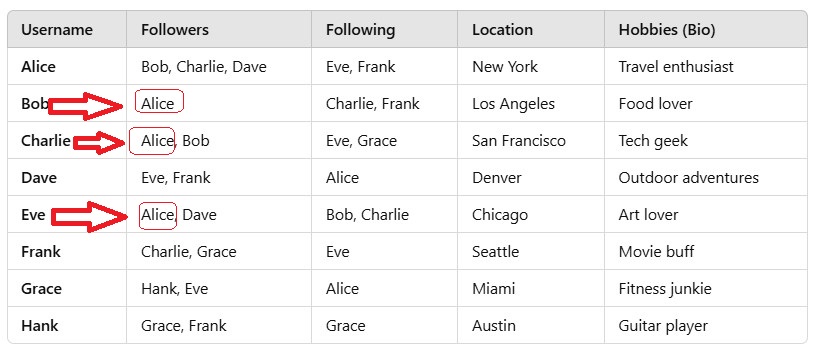 Username Followers Following Location Hobbies (Bio)
Alice Bob, Charlie, Dave Eve, Frank New York Travel enthusiast
Bob Alice Charlie, Frank Los Angeles Food lover
Charlie Alice, Bob Eve, Grace San Francisco Tech geek
Dave Eve, Frank Alice Denver Outdoor adventures
Eve Alice, Dave Bob, Charlie Chicago Art lover
Frank Charlie, Grace Eve Seattle Movie buff
Grace Hank, Eve Alice Miami Fitness junkie
Hank Grace, Frank Grace Austin Guitar player